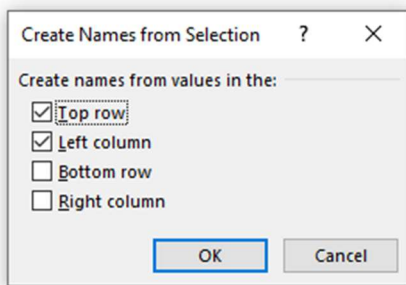 Create Names from Selection ?
Create names from values in the:
Top row
Left column
Bottom row
Right column
OK Cancel